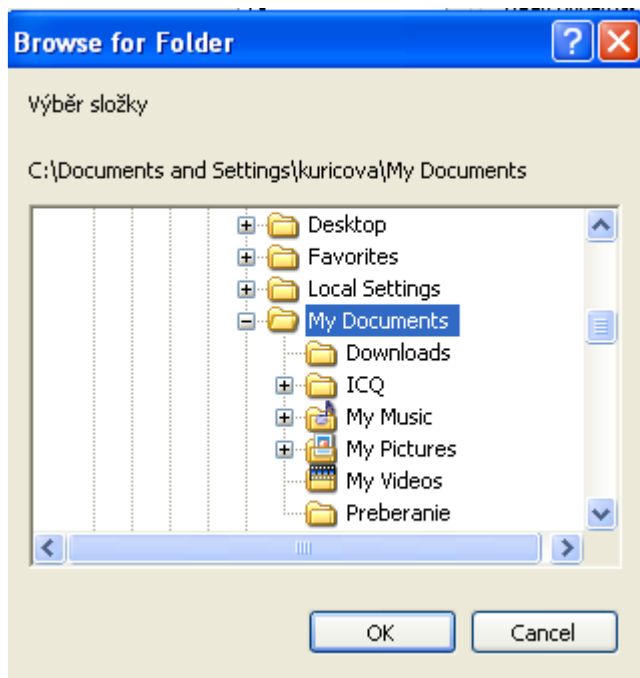 Browse for Folder
Výběr složky
C:\Documents and Settings\kuricova\My Documents
Desktop
Favorites
Local Settings
My Documents
Downloads
ICQ
My Music
My Pictures
My Videos
Preberanie
OK Cancel